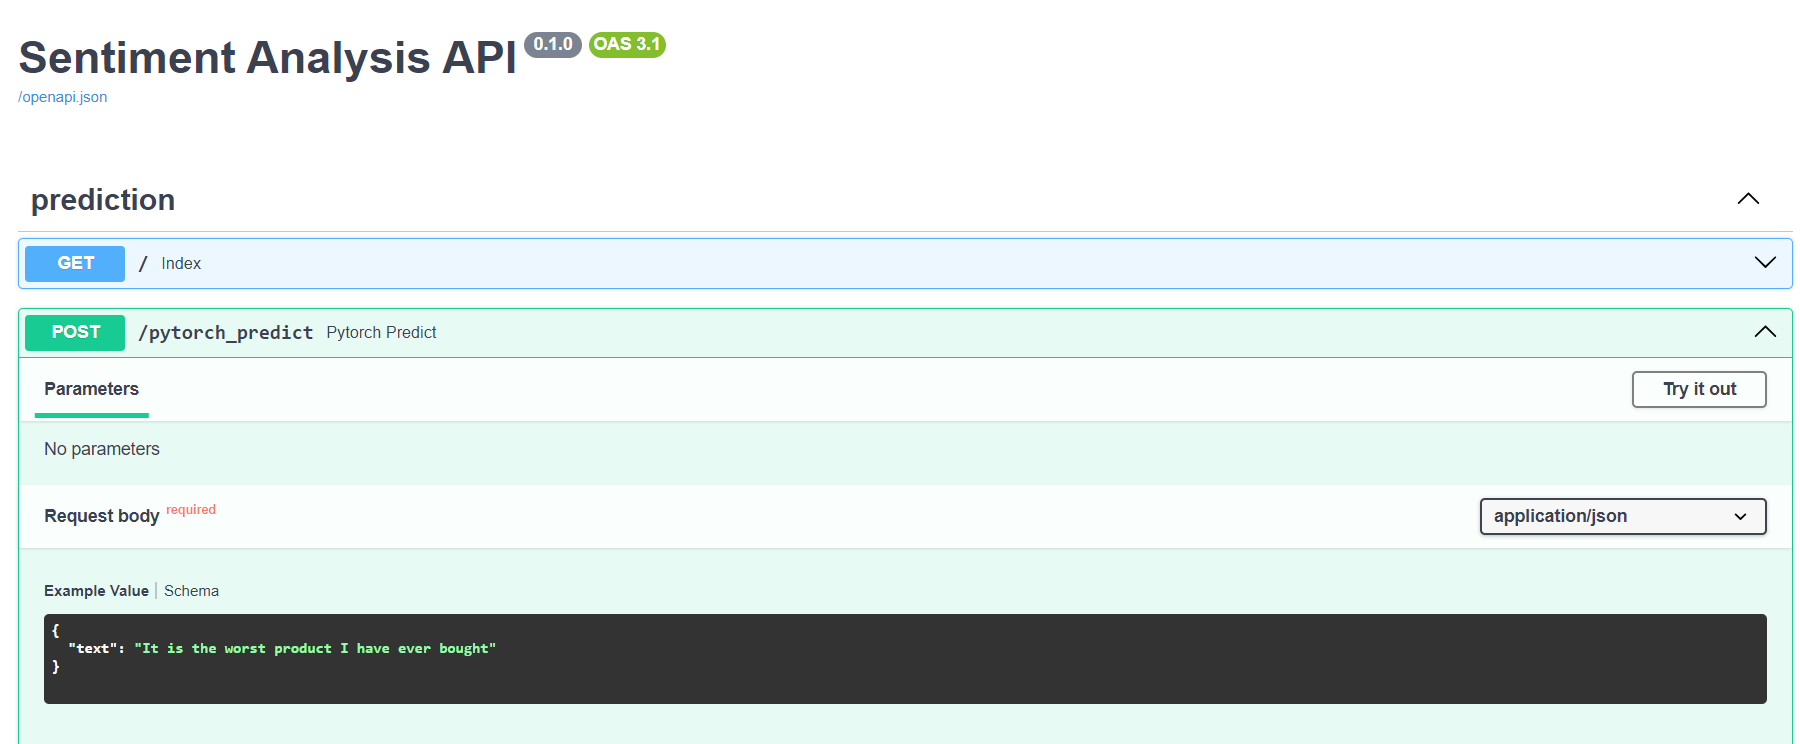 Sentiment Analysis API 0.1.0 OAS 3.1
/openapi.json
prediction
GET / Index
POST /pytorch_predict Pytorch Predict
Parameters Try it out
No parameters
Request body required application/json
Example Value Schema
{
"text": "It is the worst product I have ever bought"
}